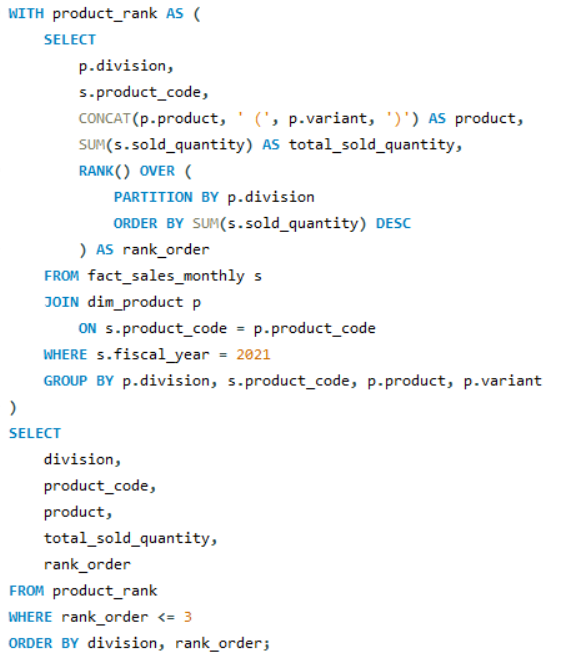 WITH product_rank AS (
    SELECT
        p.division,
        s.product_code,
        CONCAT(p.product, ' (', p.variant, ')') AS product,
        SUM(s.sold_quantity) AS total_sold_quantity,
        RANK() OVER (
            PARTITION BY p.division
            ORDER BY SUM(s.sold_quantity) DESC
        ) AS rank_order
    FROM fact_sales_monthly s
    JOIN dim_product p
        ON s.product_code = p.product_code
    WHERE s.fiscal_year = 2021
    GROUP BY p.division, s.product_code, p.product, p.variant
)
SELECT
    division,
    product_code,
    product,
    total_sold_quantity,
    rank_order
FROM product_rank
WHERE rank_order <= 3
ORDER BY division, rank_order;